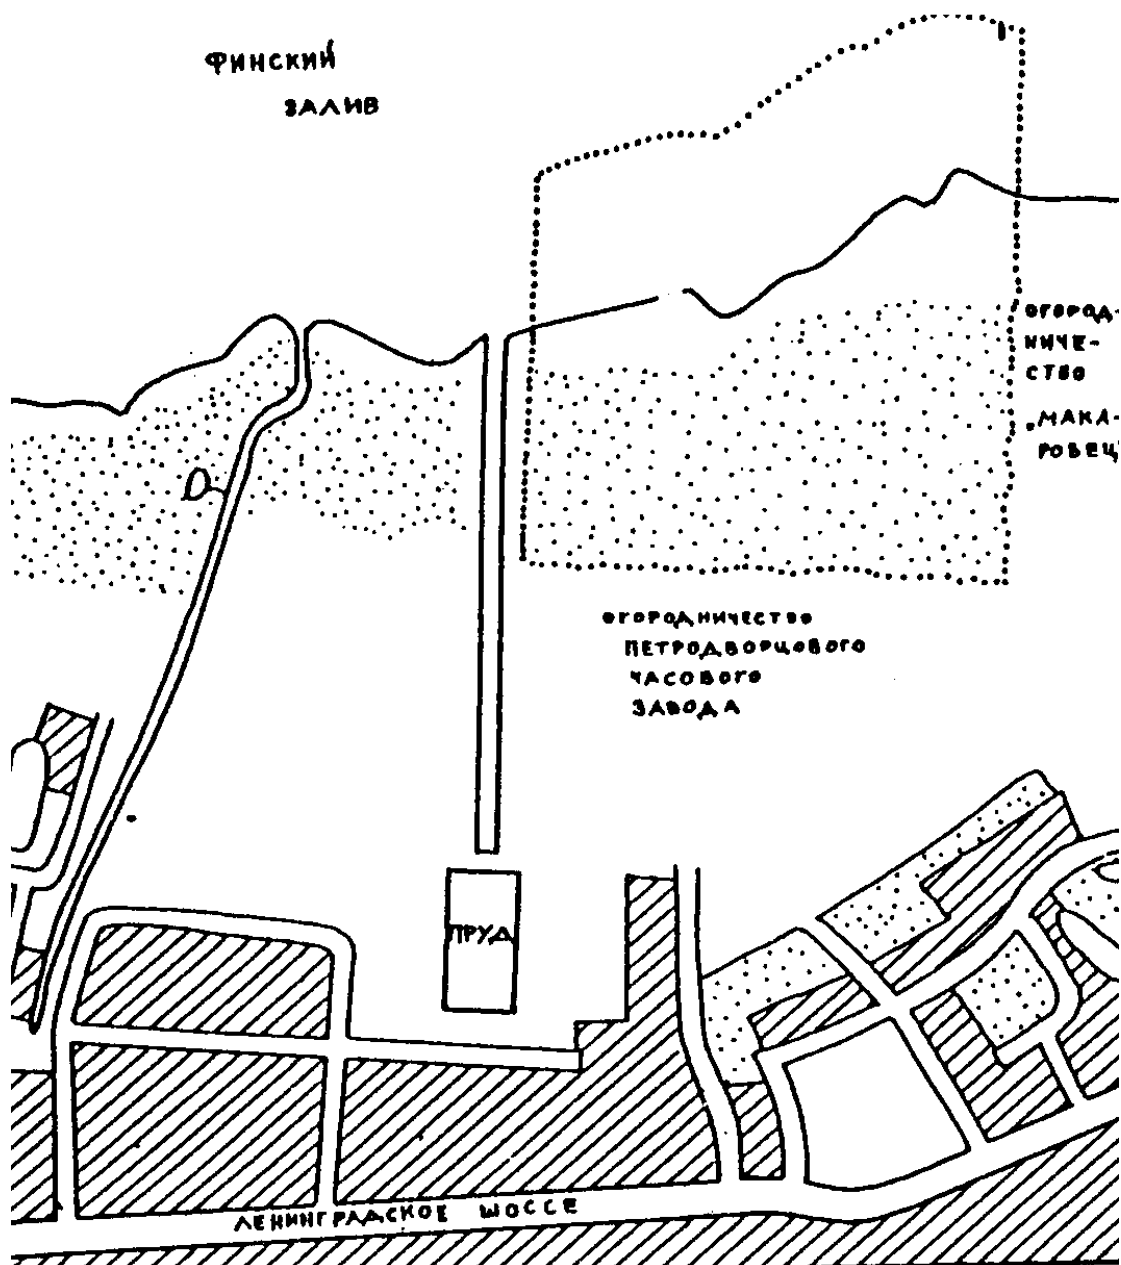 ФИНСКИЙ
ЗАЛИВ
ОГОРОД-
НИЧЕ-
СТВО
„МАКА-
РОВЕЦ
ОГОРОДНИЧЕСТВО
ПЕТРОДВОРЦОВОГО
ЧАСОВОГО
ЗАВОДА
ПРУД
ЛЕНИНГРАДСКОЕ ШОССЕ